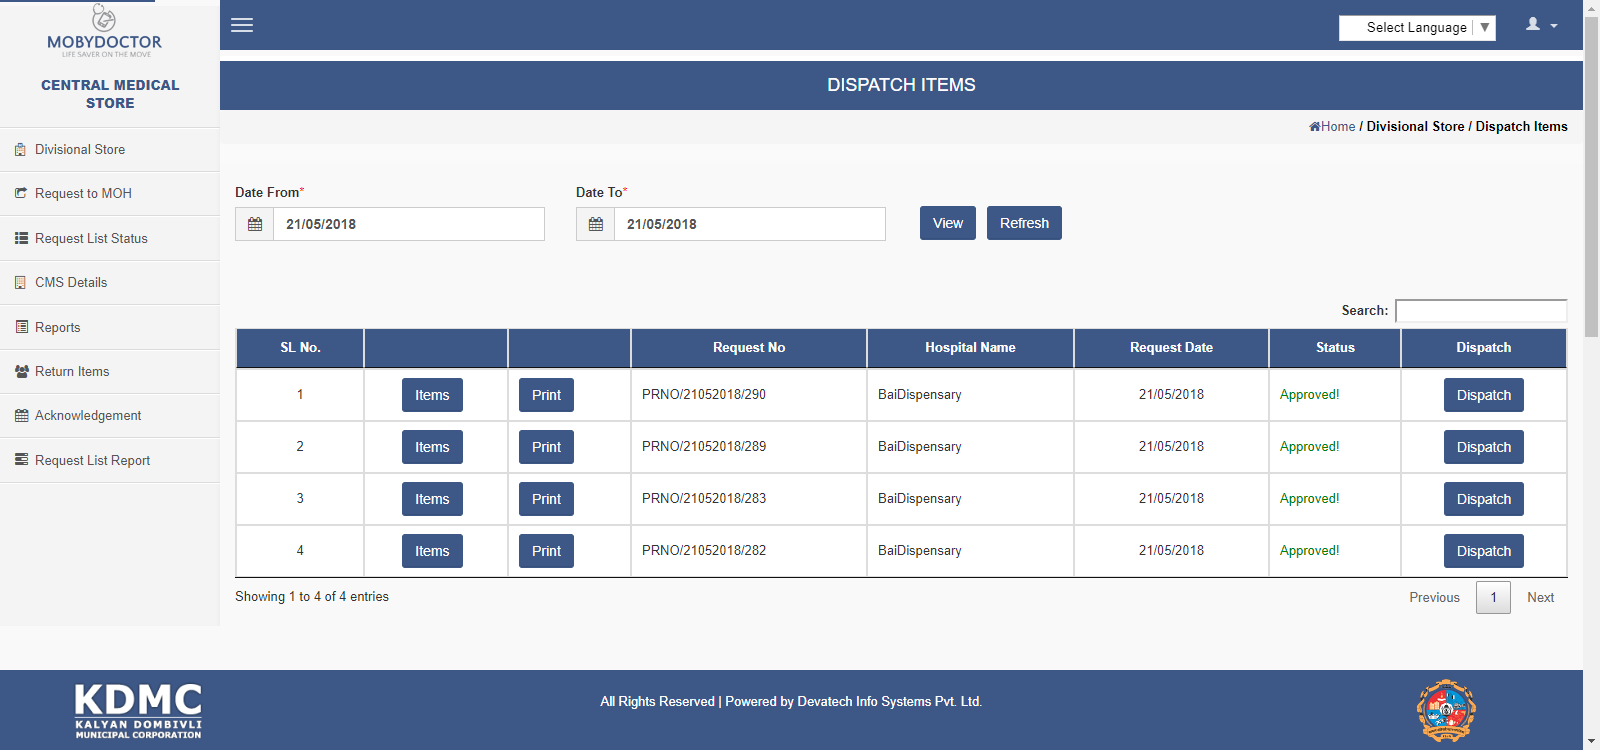 MOBYDOCTOR
LIFE SAVER ON THE MOVE
CENTRAL MEDICAL
STORE
Divisional Store
Request to MOH
Request List Status
CMS Details
Reports
Return Items
Acknowledgement
Request List Report
Select Language ▼
DISPATCH ITEMS
Home / Divisional Store / Dispatch Items
Date From* Date To*
21/05/2018 21/05/2018 View Refresh
Search:
SL No. Request No Hospital Name Request Date Status Dispatch
1 Items Print PRNO/21052018/290 BaiDispensary 21/05/2018 Approved! Dispatch
2 Items Print PRNO/21052018/289 BaiDispensary 21/05/2018 Approved! Dispatch
3 Items Print PRNO/21052018/283 BaiDispensary 21/05/2018 Approved! Dispatch
4 Items Print PRNO/21052018/282 BaiDispensary 21/05/2018 Approved! Dispatch
Showing 1 to 4 of 4 entries Previous 1 Next
KDMC
KALYAN DOMBIVLI
MUNICIPAL CORPORATION
All Rights Reserved | Powered by Devatech Info Systems Pvt. Ltd.